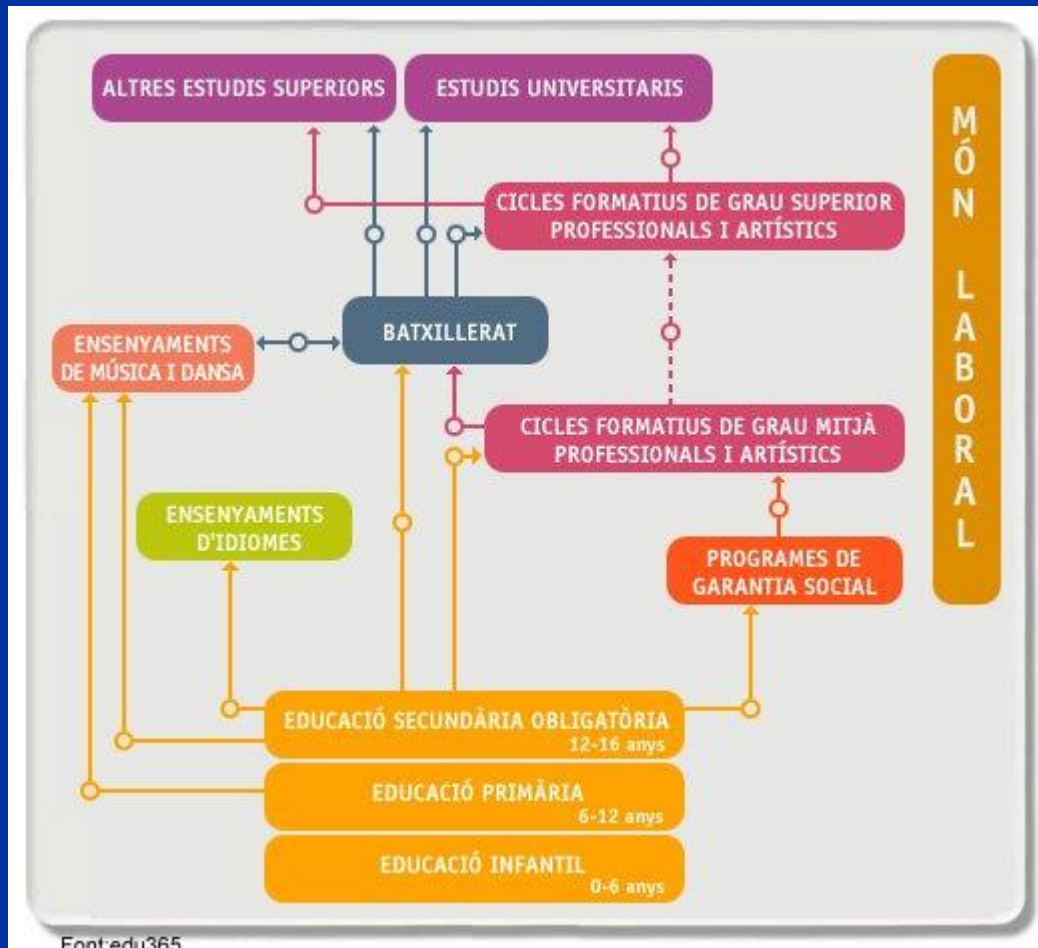 ALTRES ESTUDIS SUPERIORS
ESTUDIS UNIVERSITARIS
MÓN LABORAL
CICLES FORMATIUS DE GRAU SUPERIOR
PROFESSIONALS I ARTÍSTICS
BATXILLERAT
ENSENYAMENTS
DE MÚSICA I DANSA
CICLES FORMATIUS DE GRAU MITJÀ
PROFESSIONALS I ARTÍSTICS
ENSENYAMENTS
D'IDIOMES
PROGRAMES DE
GARANTIA SOCIAL
EDUCACIÓ SECUNDÀRIA OBLIGATÒRIA
12-16 anys
EDUCACIÓ PRIMÀRIA
6-12 anys
EDUCACIÓ INFANTIL
0-6 anys
Font:edu365